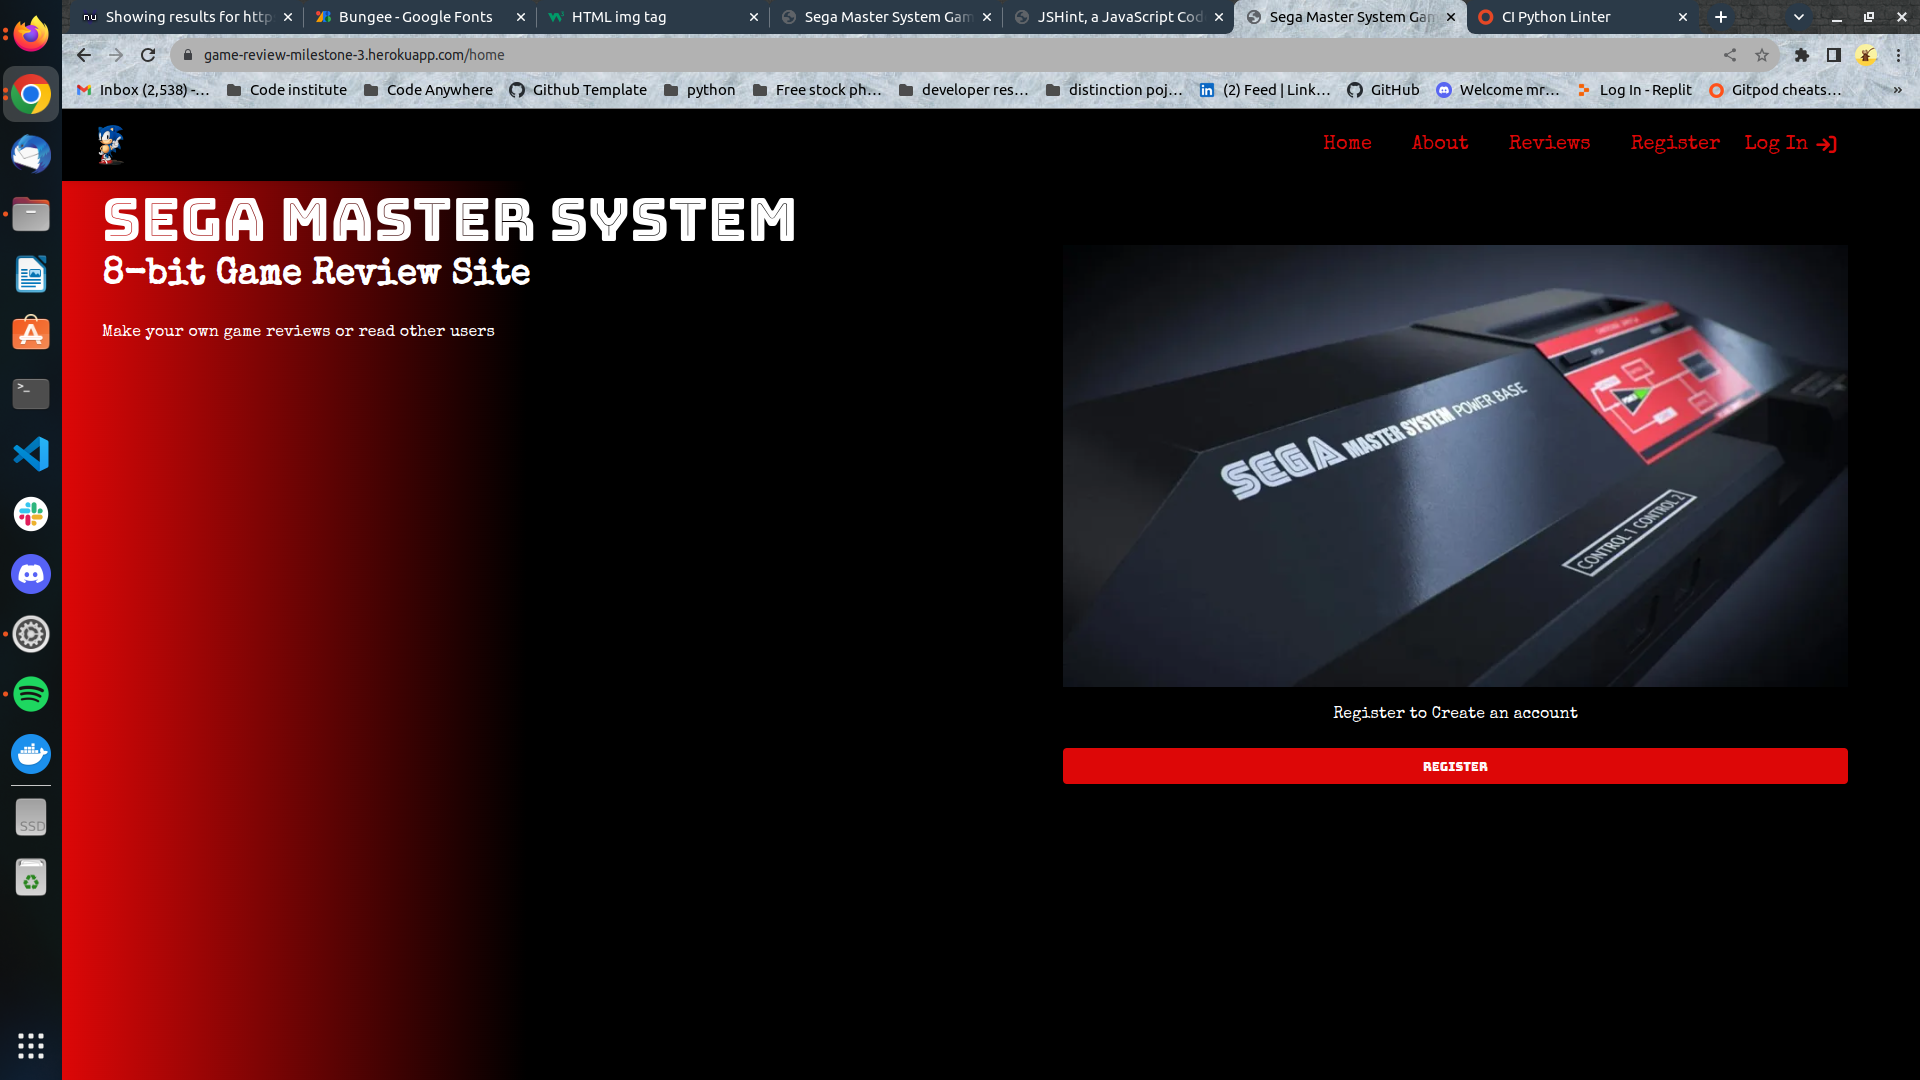 Showing results for http
Bungee - Google Fonts
HTML img tag
Sega Master System Gam
JSHint, a JavaScript Cod
Sega Master System Gam
CI Python Linter
game-review-milestone-3.herokuapp.com/home
Inbox (2,538) -...
Code institute
Code Anywhere
Github Template
python
Free stock ph...
developer res...
distinction poj...
(2) Feed | Link...
GitHub
Welcome mr...
Log In - Replit
Gitpod cheats...
»
Home
About
Reviews
Register
Log In
SEGA MASTER SYSTEM
8-bit Game Review Site
Make your own game reviews or read other users
SEGA MASTER SYSTEM POWER BASE
CONTROL 1 CONTROL 2
Register to Create an account
REGISTER
SSD